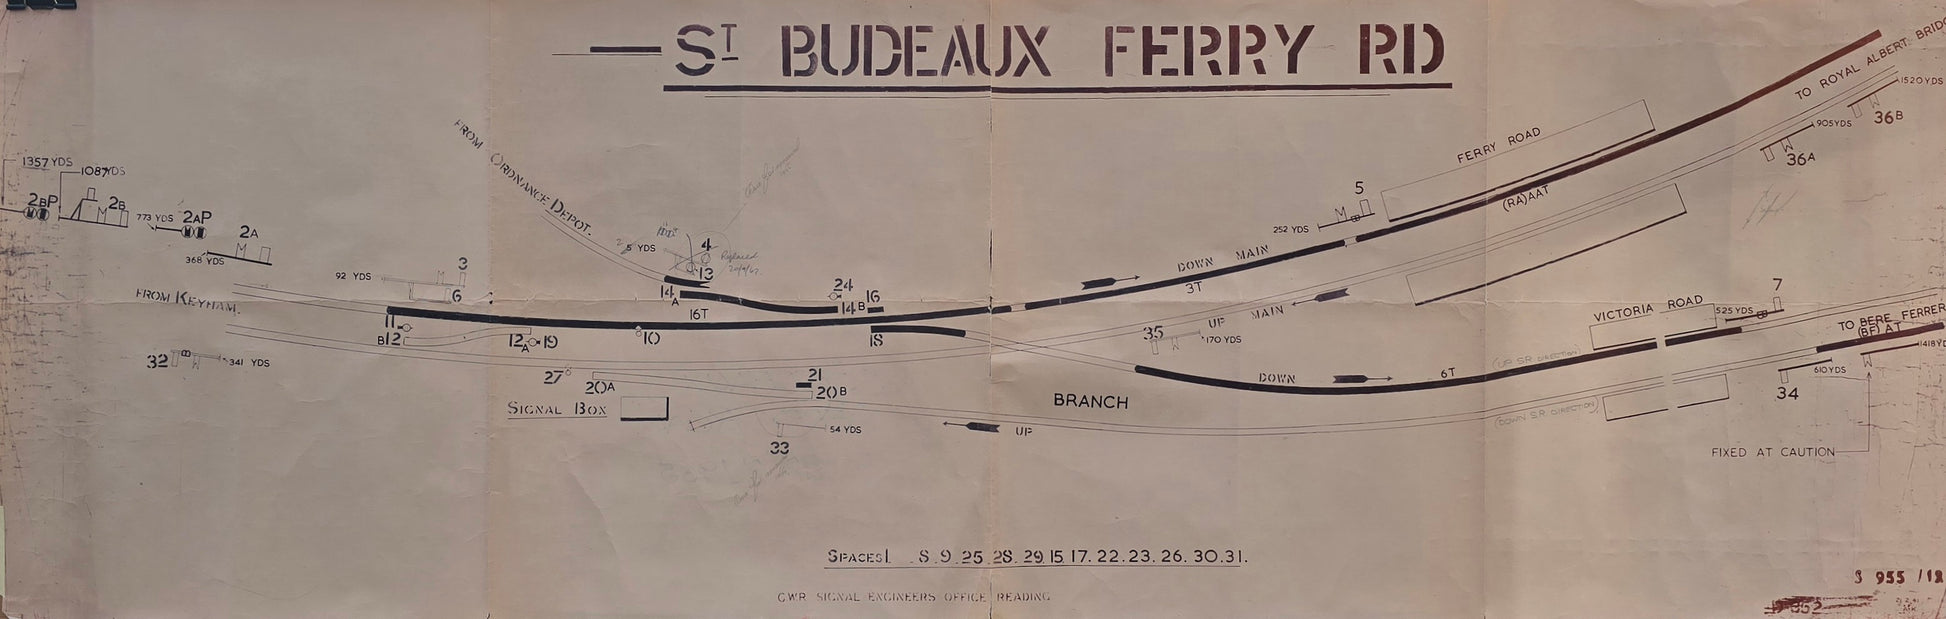 ST BUDEAUX FERRY RD
TO ROYAL ALBERT BRIDG
1520 YDS
36B
905 YDS
36A
FERRY ROAD
5
252 YDS
(RA)AAT
FROM ORDNANCE DEPOT.
1357 YDS
1087 YDS
2BP
2B
773 YDS
2AP
2A
368 YDS
FROM KEYHAM.
92 YDS
3
6
5 YDS
4
Replaced
13
14A
24
14B
16
16T
11
B12
12A
19
10
18
DOWN MAIN
3T
UP MAIN
35
170 YDS
32
341 YDS
27
20A
21
20B
SIGNAL BOX
33
54 YDS
BRANCH
UP
DOWN
6T
(UP S.R. DIRECTION)
(DOWN S.R. DIRECTION)
VICTORIA ROAD
525 YDS
7
TO BERE FERRER
(BF) AT
1418 YD
610 YDS
34
FIXED AT CAUTION
SPACES 1. 8. 9. 25. 28. 29. 15. 17. 22. 23. 26. 30. 31.
GWR SIGNAL ENGINEERS OFFICE READING
S 955 /12